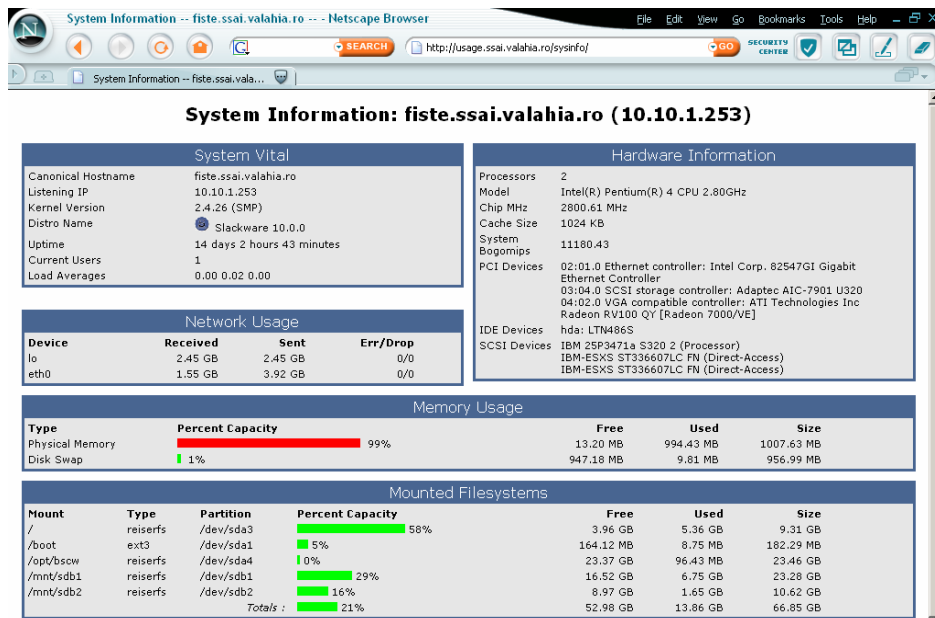 System Information -- fiste.ssai.valahia.ro -- - Netscape Browser
File Edit View Go Bookmarks Tools Help
SEARCH http://usage.ssai.valahia.ro/sysinfo/ GO SECURITY CENTER
System Information -- fiste.ssai.vala...
System Information: fiste.ssai.valahia.ro (10.10.1.253)
System Vital
Canonical Hostname fiste.ssai.valahia.ro
Listening IP 10.10.1.253
Kernel Version 2.4.26 (SMP)
Distro Name Slackware 10.0.0
Uptime 14 days 2 hours 43 minutes
Current Users 1
Load Averages 0.00 0.02 0.00
Network Usage
Device Received Sent Err/Drop
lo 2.45 GB 2.45 GB 0/0
eth0 1.55 GB 3.92 GB 0/0
Hardware Information
Processors 2
Model Intel(R) Pentium(R) 4 CPU 2.80GHz
Chip MHz 2800.61 MHz
Cache Size 1024 KB
System Bogomips 11180.43
PCI Devices 02:01.0 Ethernet controller: Intel Corp. 82547GI Gigabit
Ethernet Controller
03:04.0 SCSI storage controller: Adaptec AIC-7901 U320
04:02.0 VGA compatible controller: ATI Technologies Inc
Radeon RV100 QY [Radeon 7000/VE]
IDE Devices hda: LTN486S
SCSI Devices IBM 25P3471a S320 2 (Processor)
IBM-ESXS ST336607LC FN (Direct-Access)
IBM-ESXS ST336607LC FN (Direct-Access)
Memory Usage
Type Percent Capacity Free Used Size
Physical Memory 99% 13.20 MB 994.43 MB 1007.63 MB
Disk Swap 1% 947.18 MB 9.81 MB 956.99 MB
Mounted Filesystems
Mount Type Partition Percent Capacity Free Used Size
/ reiserfs /dev/sda3 58% 3.96 GB 5.36 GB 9.31 GB
/boot ext3 /dev/sda1 5% 164.12 MB 8.75 MB 182.29 MB
/opt/bscw reiserfs /dev/sda4 0% 23.37 GB 96.43 MB 23.46 GB
/mnt/sdb1 reiserfs /dev/sdb1 29% 16.52 GB 6.75 GB 23.28 GB
/mnt/sdb2 reiserfs /dev/sdb2 16% 8.97 GB 1.65 GB 10.62 GB
Totals : 21% 52.98 GB 13.86 GB 66.85 GB